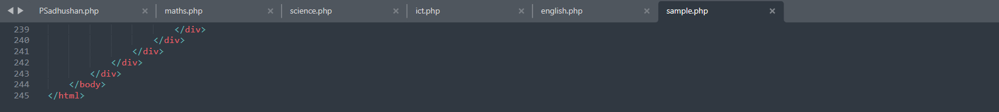 PSadhushan.php × maths.php × science.php × ict.php × english.php × sample.php ×
239 </div>
240 </div>
241 </div>
242 </div>
243 </div>
244 </body>
245 </html>